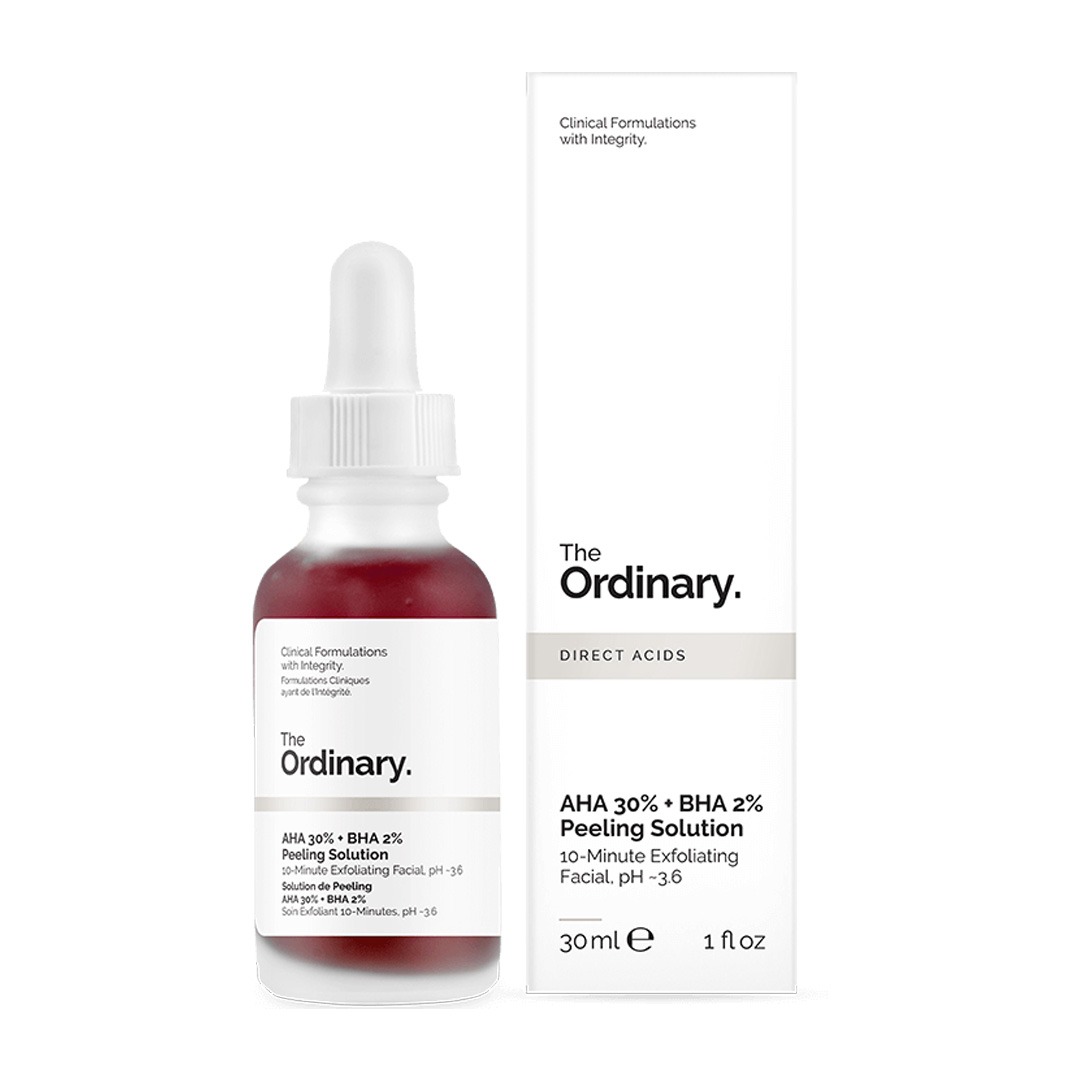 Clinical Formulations
with Integrity.
Formulations Cliniques
ayant de l'Intégrité.
The
Ordinary.
AHA 30% + BHA 2%
Peeling Solution
10-Minute Exfoliating Facial, pH ~3.6
Solution de Peeling
AHA 30% + BHA 2%
Soin Exfoliant 10-Minutes, pH ~3.6
Clinical Formulations
with Integrity.
The
Ordinary.
DIRECT ACIDS
AHA 30% + BHA 2%
Peeling Solution
10-Minute Exfoliating
Facial, pH ~3.6
30 ml ℮ 1 fl oz